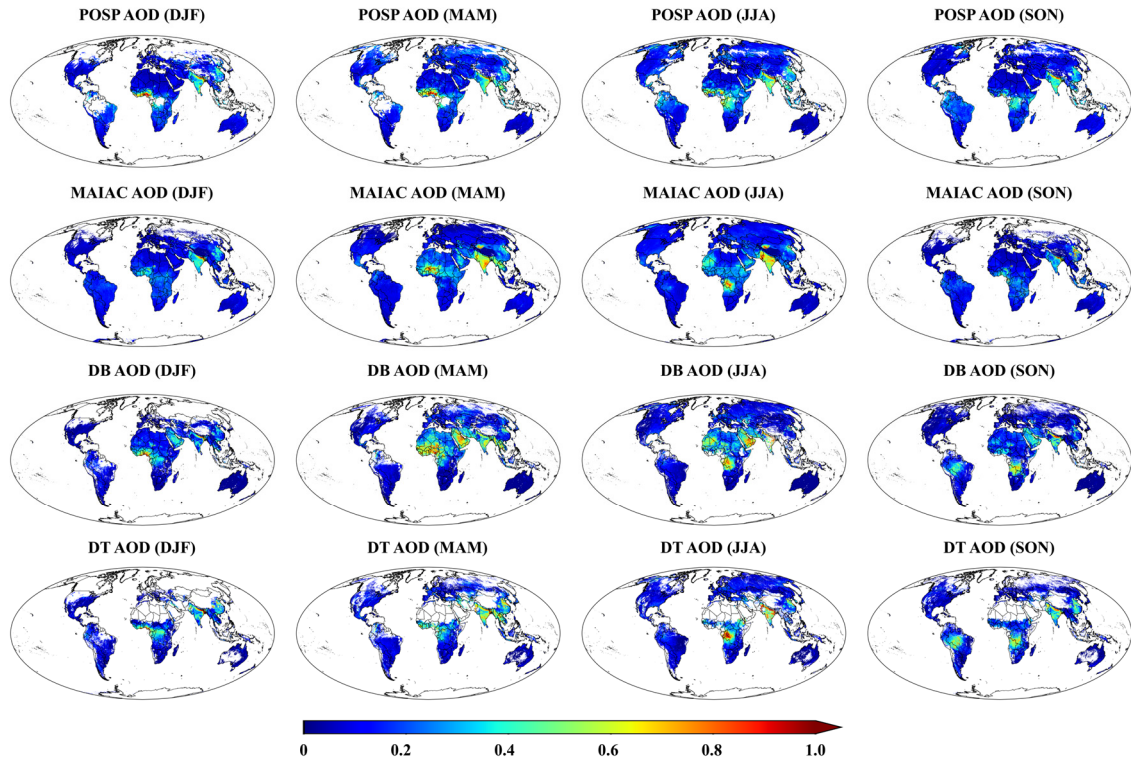 POSP AOD (DJF) POSP AOD (MAM) POSP AOD (JJA) POSP AOD (SON)
MAIAC AOD (DJF) MAIAC AOD (MAM) MAIAC AOD (JJA) MAIAC AOD (SON)
DB AOD (DJF) DB AOD (MAM) DB AOD (JJA) DB AOD (SON)
DT AOD (DJF) DT AOD (MAM) DT AOD (JJA) DT AOD (SON)
0 0.2 0.4 0.6 0.8 1.0